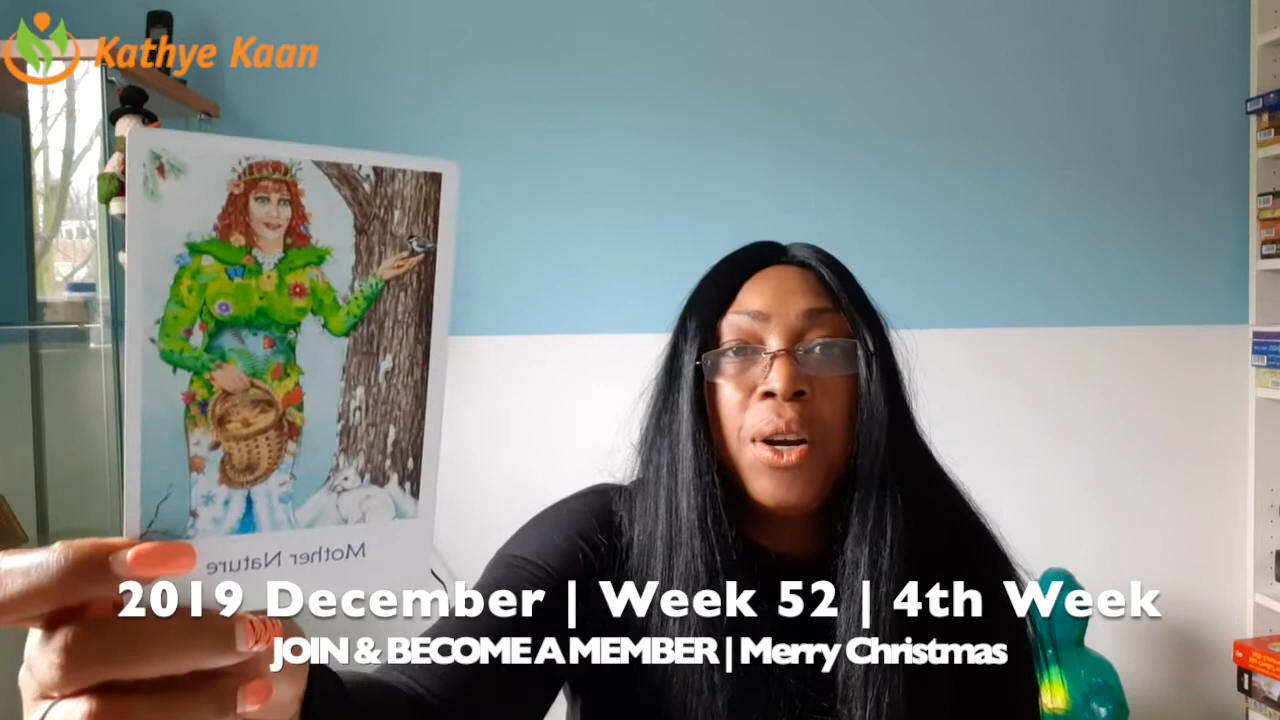 Kathye Kaan
Mother Nature
2019 December | Week 52 | 4th Week
JOIN & BECOME A MEMBER | Merry Christmas